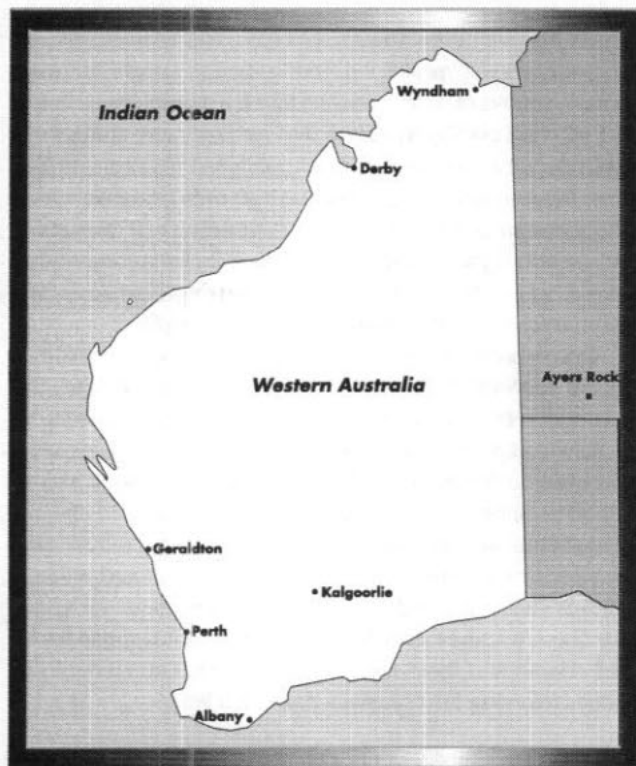 Wyndham
Indian Ocean
Derby
Western Australia
Ayers Rock
Geraldton
Kalgoorlie
Perth
Albany